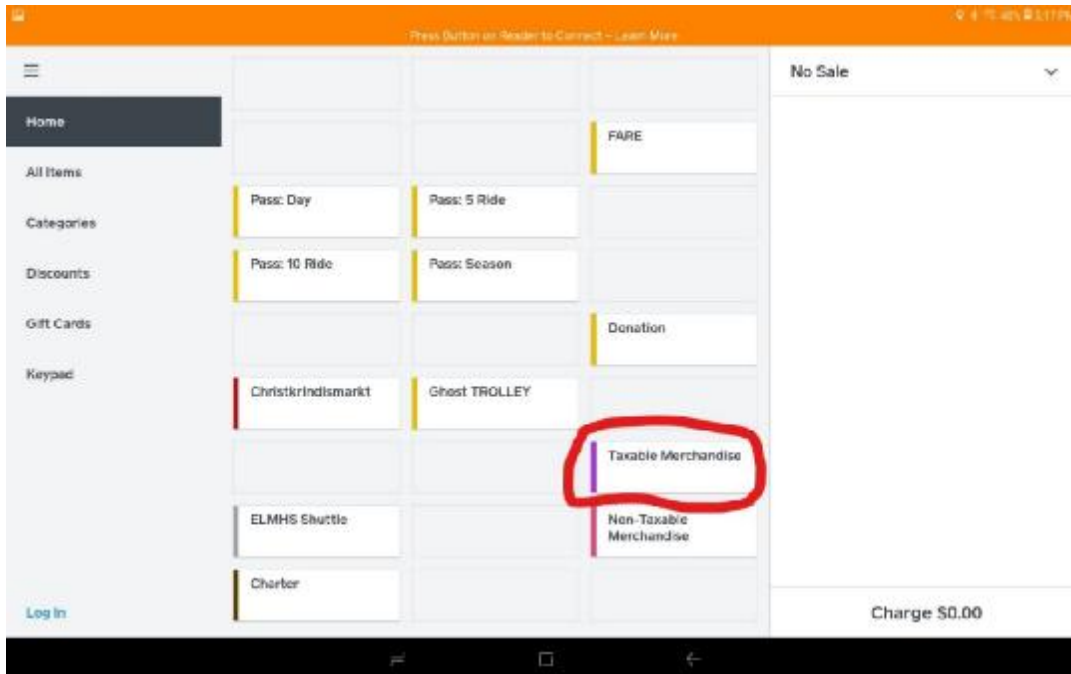 Press Button on Reader to Connect – Learn More
No Sale
Home
FARE
All Items
Pass: Day
Pass: 5 Ride
Categories
Pass: 10 Ride
Pass: Season
Discounts
Gift Cards
Donation
Keypad
Christkrindlsmarkt
Ghost TROLLEY
Taxable Merchandise
ELMHS Shuttle
Non-Taxable
Merchandise
Charter
Log In
Charge $0.00